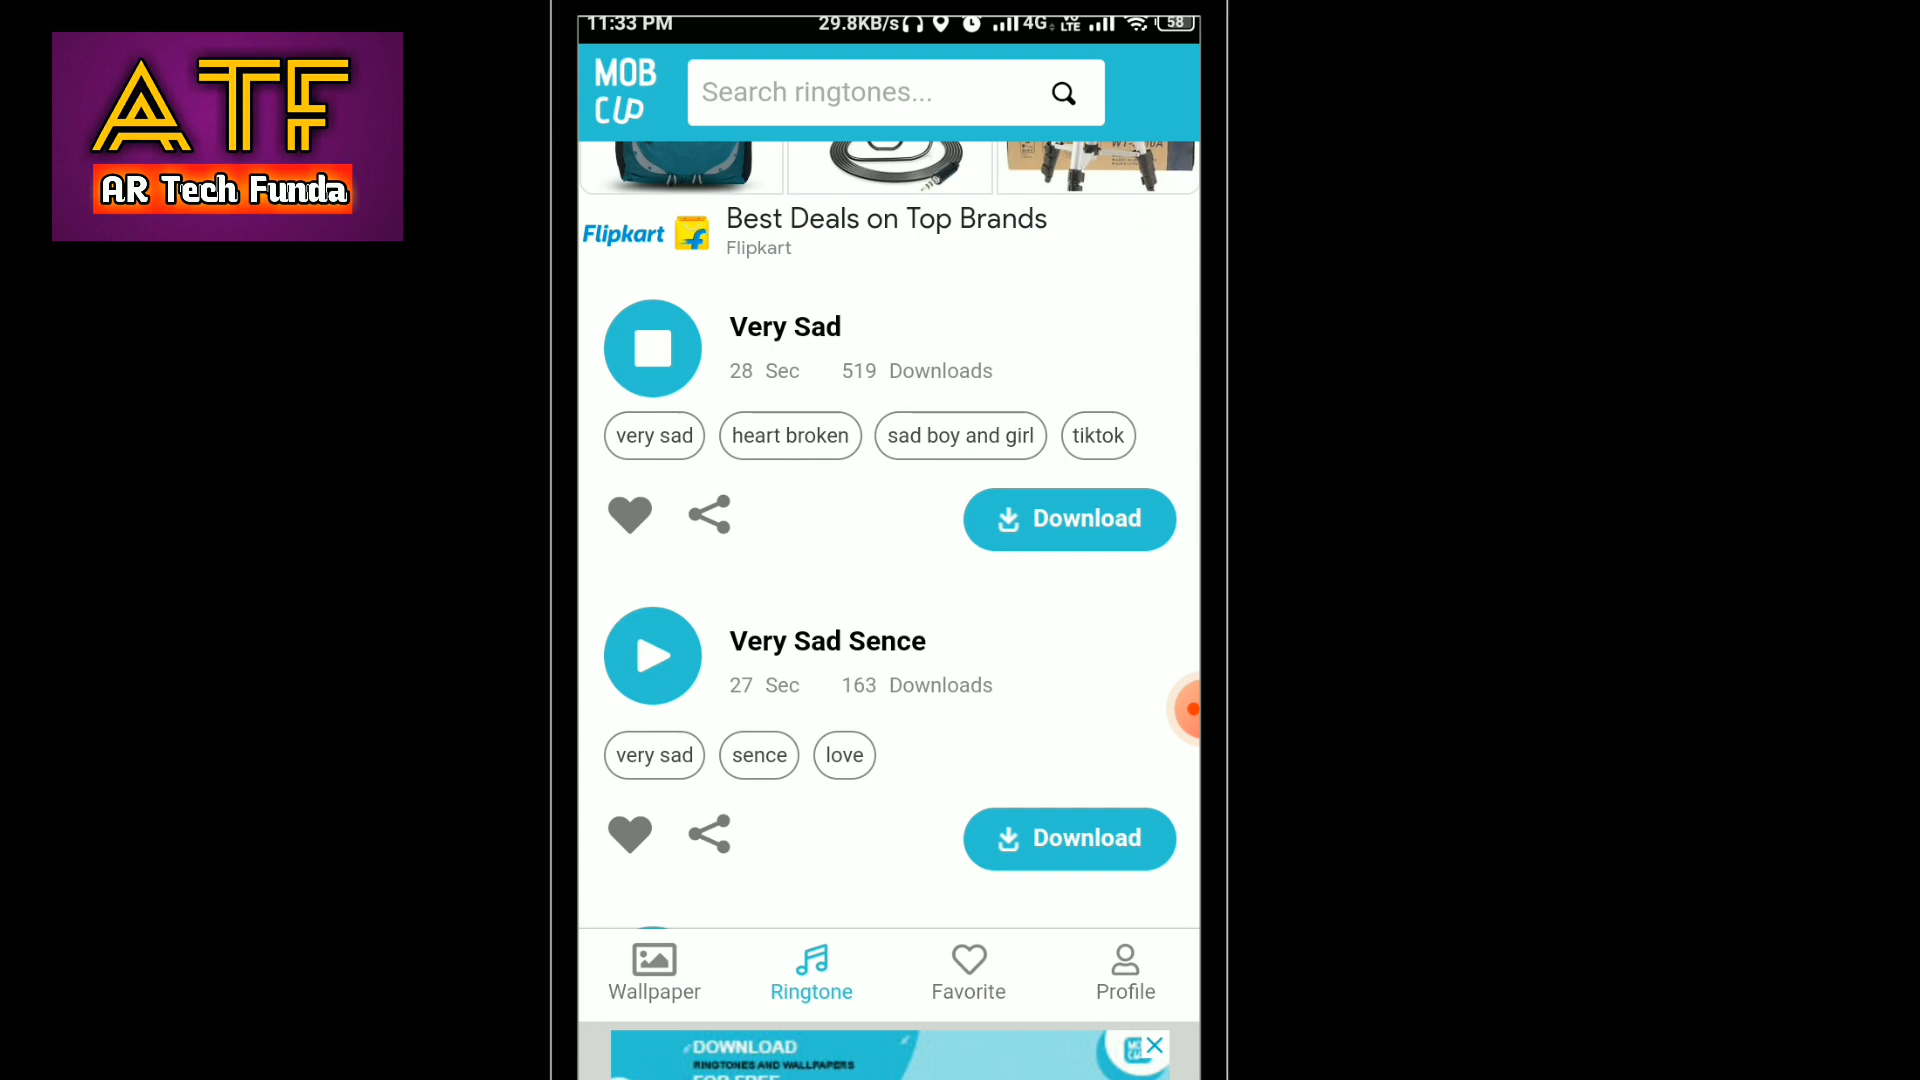 ATF
AR Tech Funda
11:33 PM 29.8KB/s 4G LTE 58
MOB
CUP
Search ringtones...
Flipkart
Best Deals on Top Brands
Flipkart
Very Sad
28 Sec 519 Downloads
very sad heart broken sad boy and girl tiktok
Download
Very Sad Sence
27 Sec 163 Downloads
very sad sence love
Download
Wallpaper Ringtone Favorite Profile
DOWNLOAD
RINGTONES AND WALLPAPERS
FOR FREE